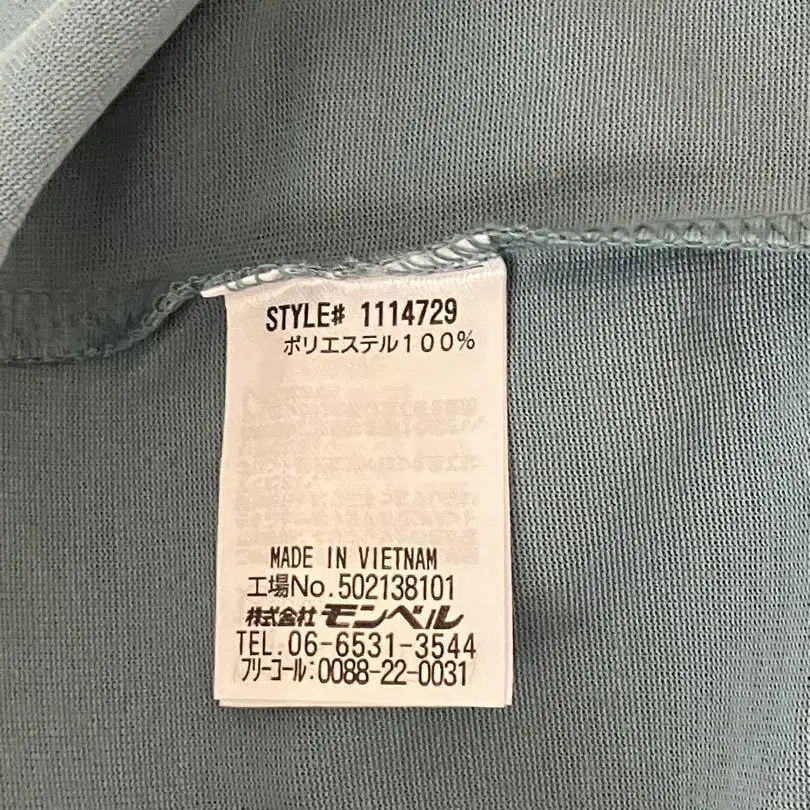 STYLE# 1114729
ポリエステル100%
MADE IN VIETNAM
工場No.502138101
株式会社 モンベル
TEL.06-6531-3544
フリーコール:0088-22-0031